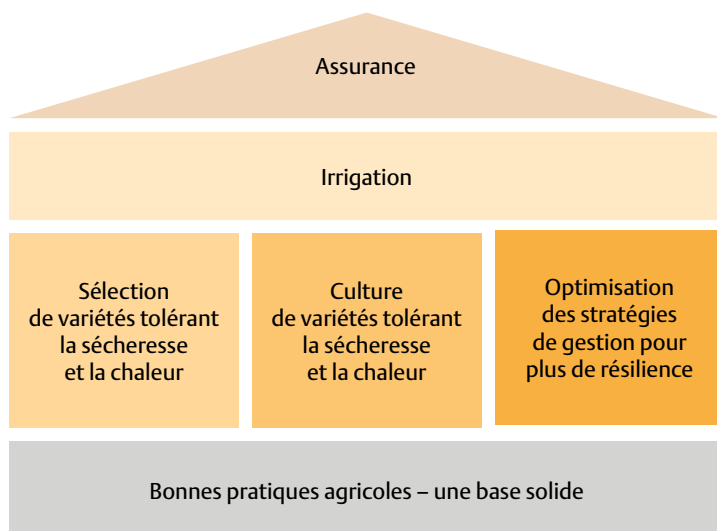 Assurance
Irrigation
Sélection
de variétés tolérant
la sécheresse
et la chaleur
Culture
de variétés tolérant
la sécheresse
et la chaleur
Optimisation
des stratégies
de gestion pour
plus de résilience
Bonnes pratiques agricoles – une base solide